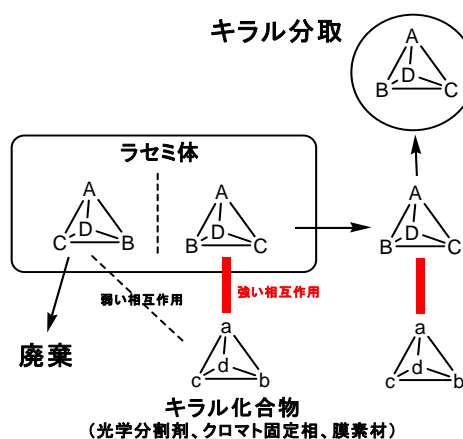 キラル分取
A
D
B C
ラセミ体
A
D
C B
A
D
B C
A
D
B C
弱い相互作用
強い相互作用
廃棄
a
d
c b
a
d
c b
キラル化合物
(光学分割剤、クロマト固定相、膜素材)